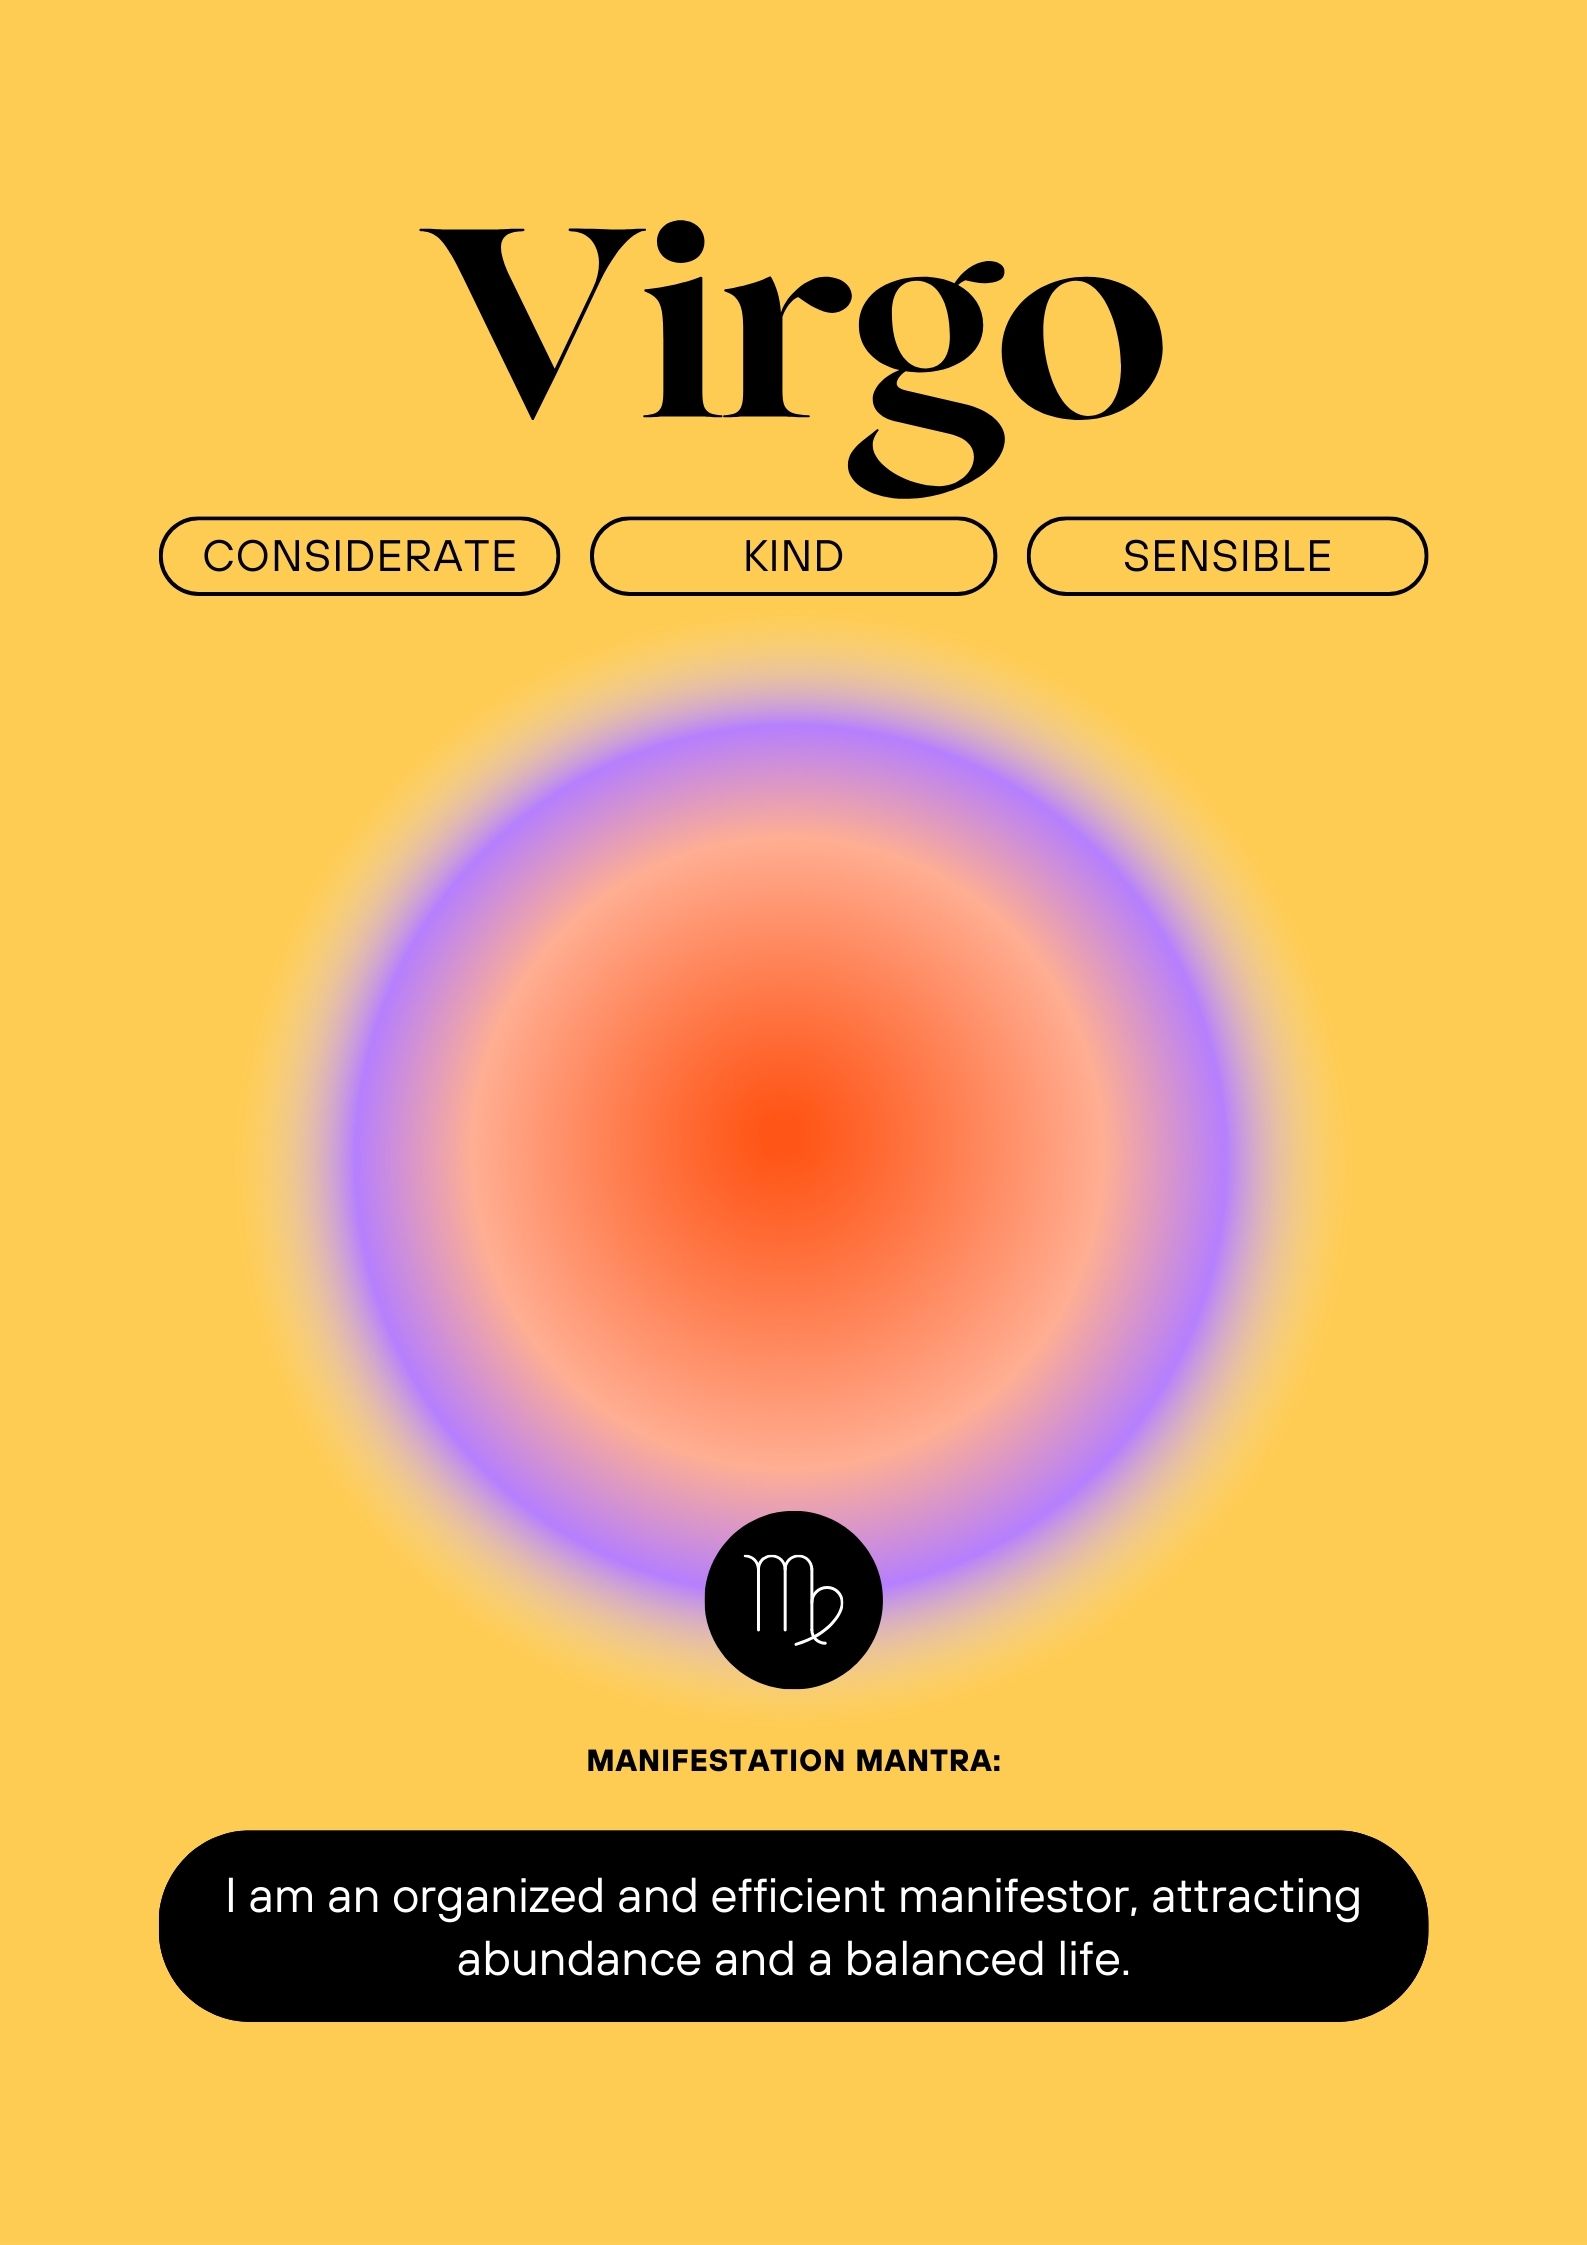 Virgo
CONSIDERATE KIND SENSIBLE
MANIFESTATION MANTRA:
I am an organized and efficient manifestor, attracting
abundance and a balanced life.